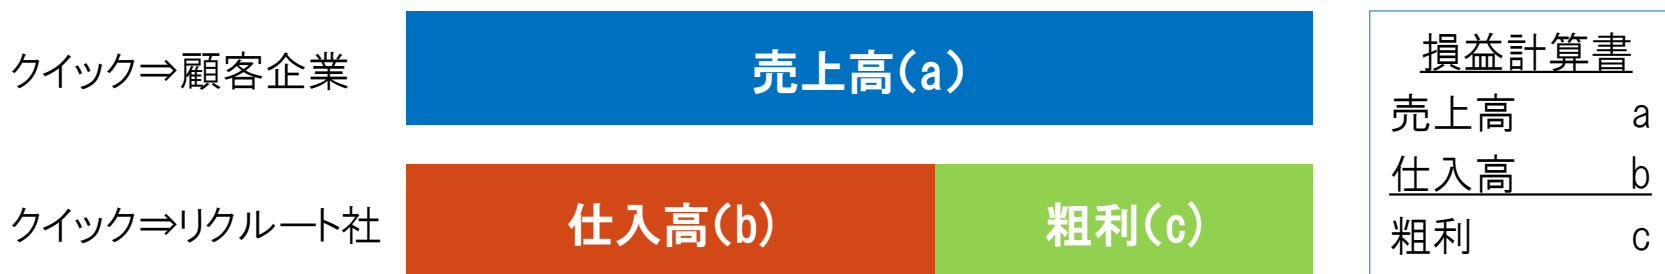 クイック⇒顧客企業
売上高(a)
クイック⇒リクルート社
仕入高(b)
粗利(c)
損益計算書
売上高 a
仕入高 b
粗利 c